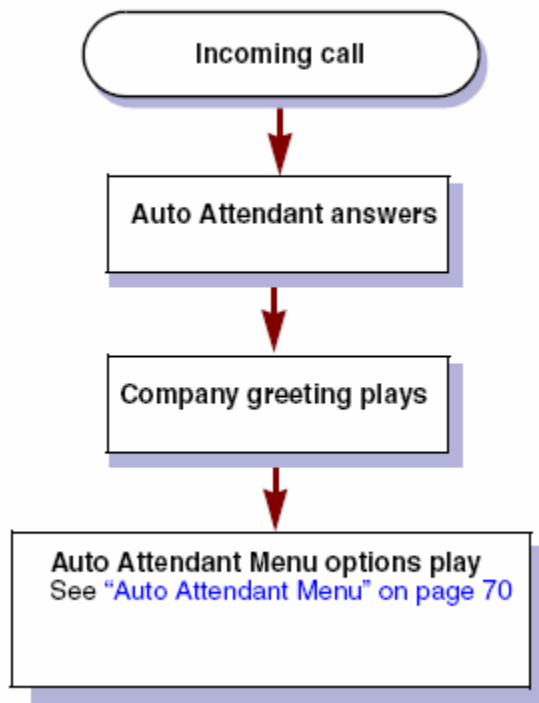 Incoming call
Auto Attendant answers
Company greeting plays
Auto Attendant Menu options play
See “Auto Attendant Menu” on page 70